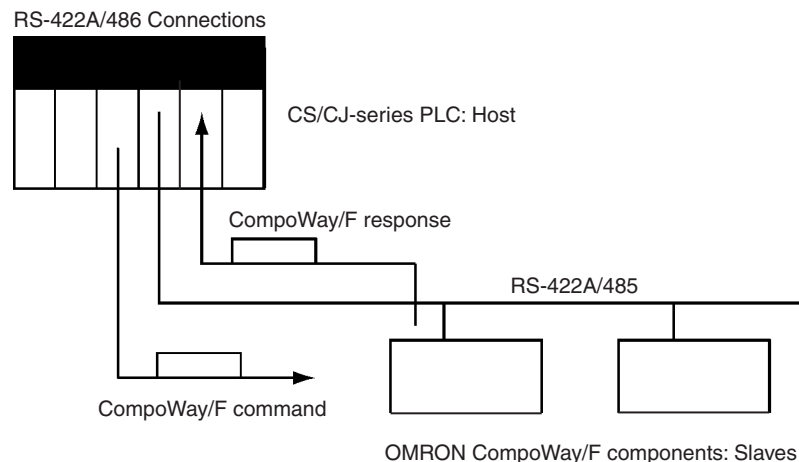 RS-422A/486 Connections
CS/CJ-series PLC: Host
CompoWay/F response
RS-422A/485
CompoWay/F command
OMRON CompoWay/F components: Slaves